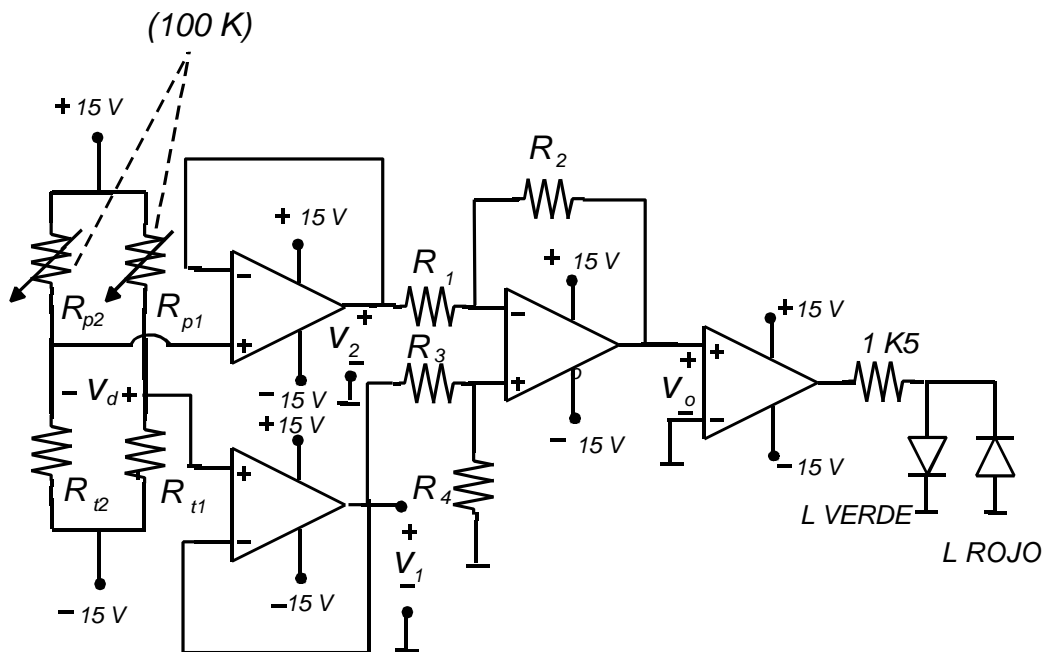 (100 K)
+ 15 V
R2
+ 15 V
+ 15 V
R1
+ 15 V
Rp2
Rp1
−
+
V2
+
−
R3
−
+
o
1 K5
+
−
Vo
+
−
− Vd +
− 15 V
+ 15 V
− 15 V
− 15 V
Rt2
Rt1
+
−
R4
+
V1
−
L VERDE
L ROJO
− 15 V
− 15 V